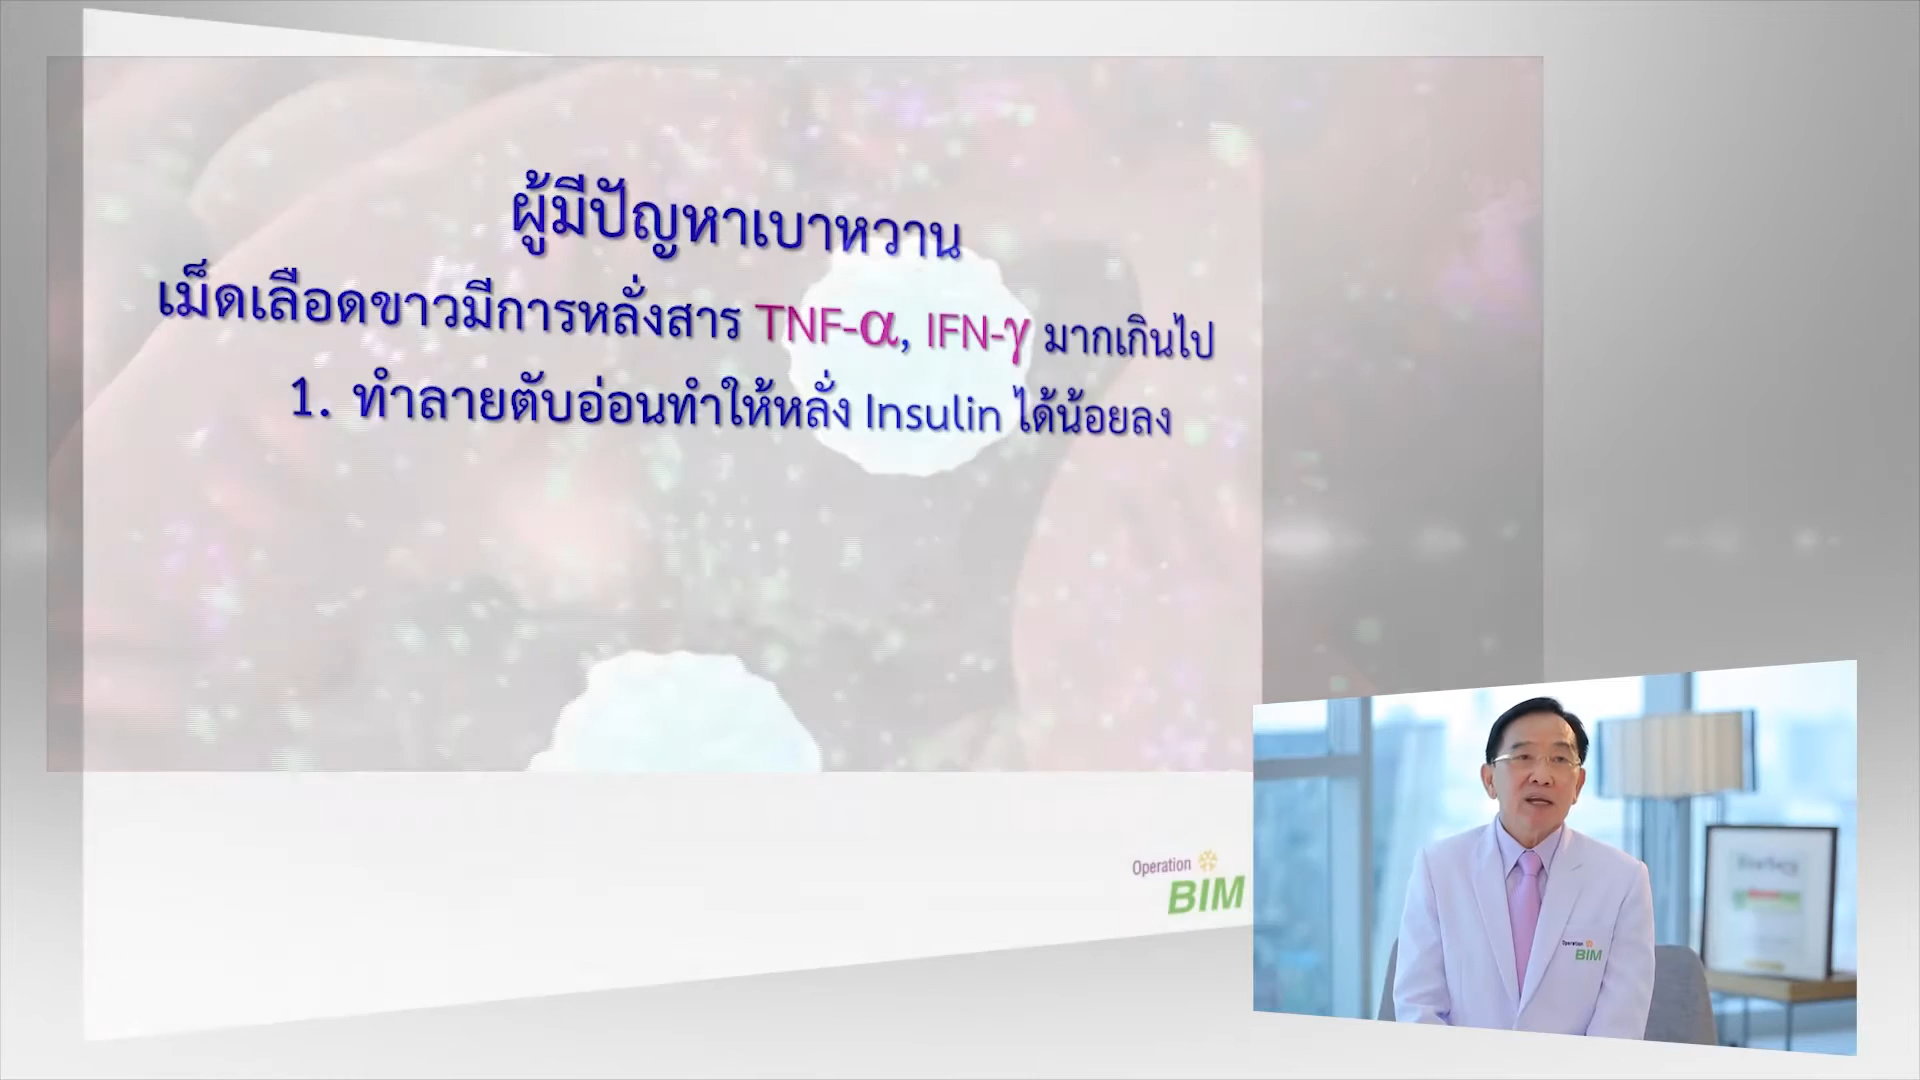 ผู้มีปัญหาเบาหวาน
เม็ดเลือดขาวมีการหลั่งสาร TNF-α, IFN-γ มากเกินไป
1. ทำลายตับอ่อนทำให้หลั่ง Insulin ได้น้อยลง
Operation
BIM
Operation
BIM